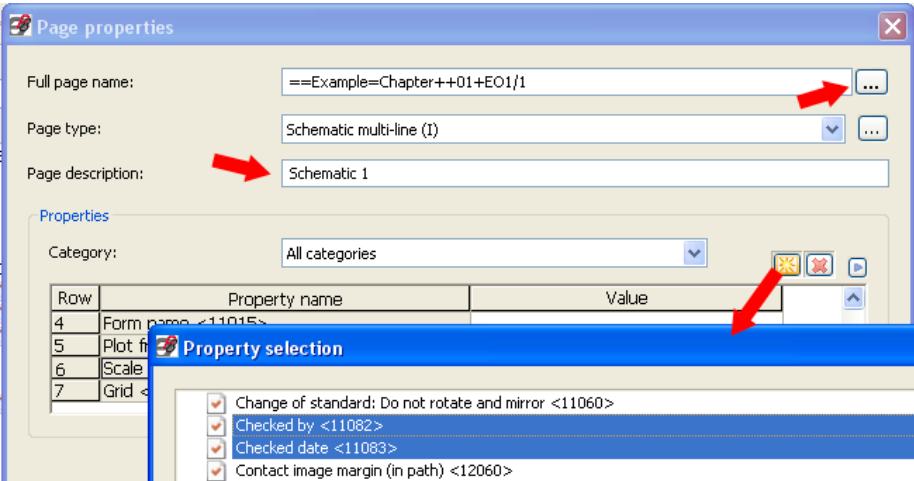 Page properties
Full page name: ==Example=Chapter++01+EO1/1 ...
Page type: Schematic multi-line (I) ...
Page description: Schematic 1
Properties
Category: All categories
Row Property name Value
4 Form name <11015>
5 Plot
6 Scale
7 Grid <
Property selection
Change of standard: Do not rotate and mirror <11060>
Checked by <11082>
Checked date <11083>
Contact image margin (in path) <12060>